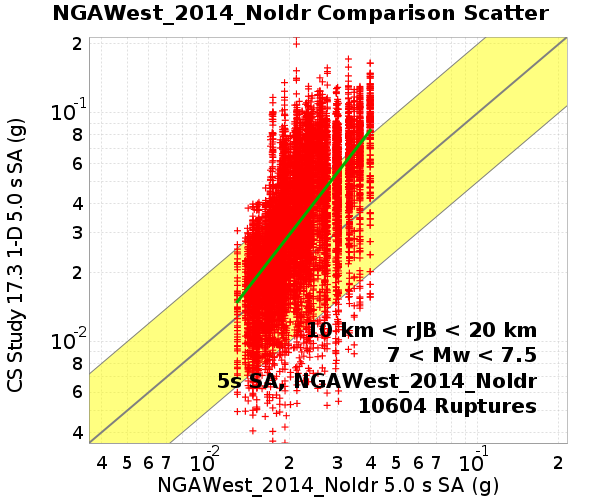 NGAWest_2014_NoIdr Comparison Scatter
CS Study 17.3 1-D 5.0 s SA (g)
2
10⁻¹
8
6
4
3
2
10⁻²
8
6
4
10 km < rJB < 20 km
7 < Mw < 7.5
5s SA, NGAWest_2014_NoIdr
10604 Ruptures
4 5 6 7 10⁻² 2 3 4 5 6 7 10⁻¹ 2
NGAWest_2014_NoIdr 5.0 s SA (g)